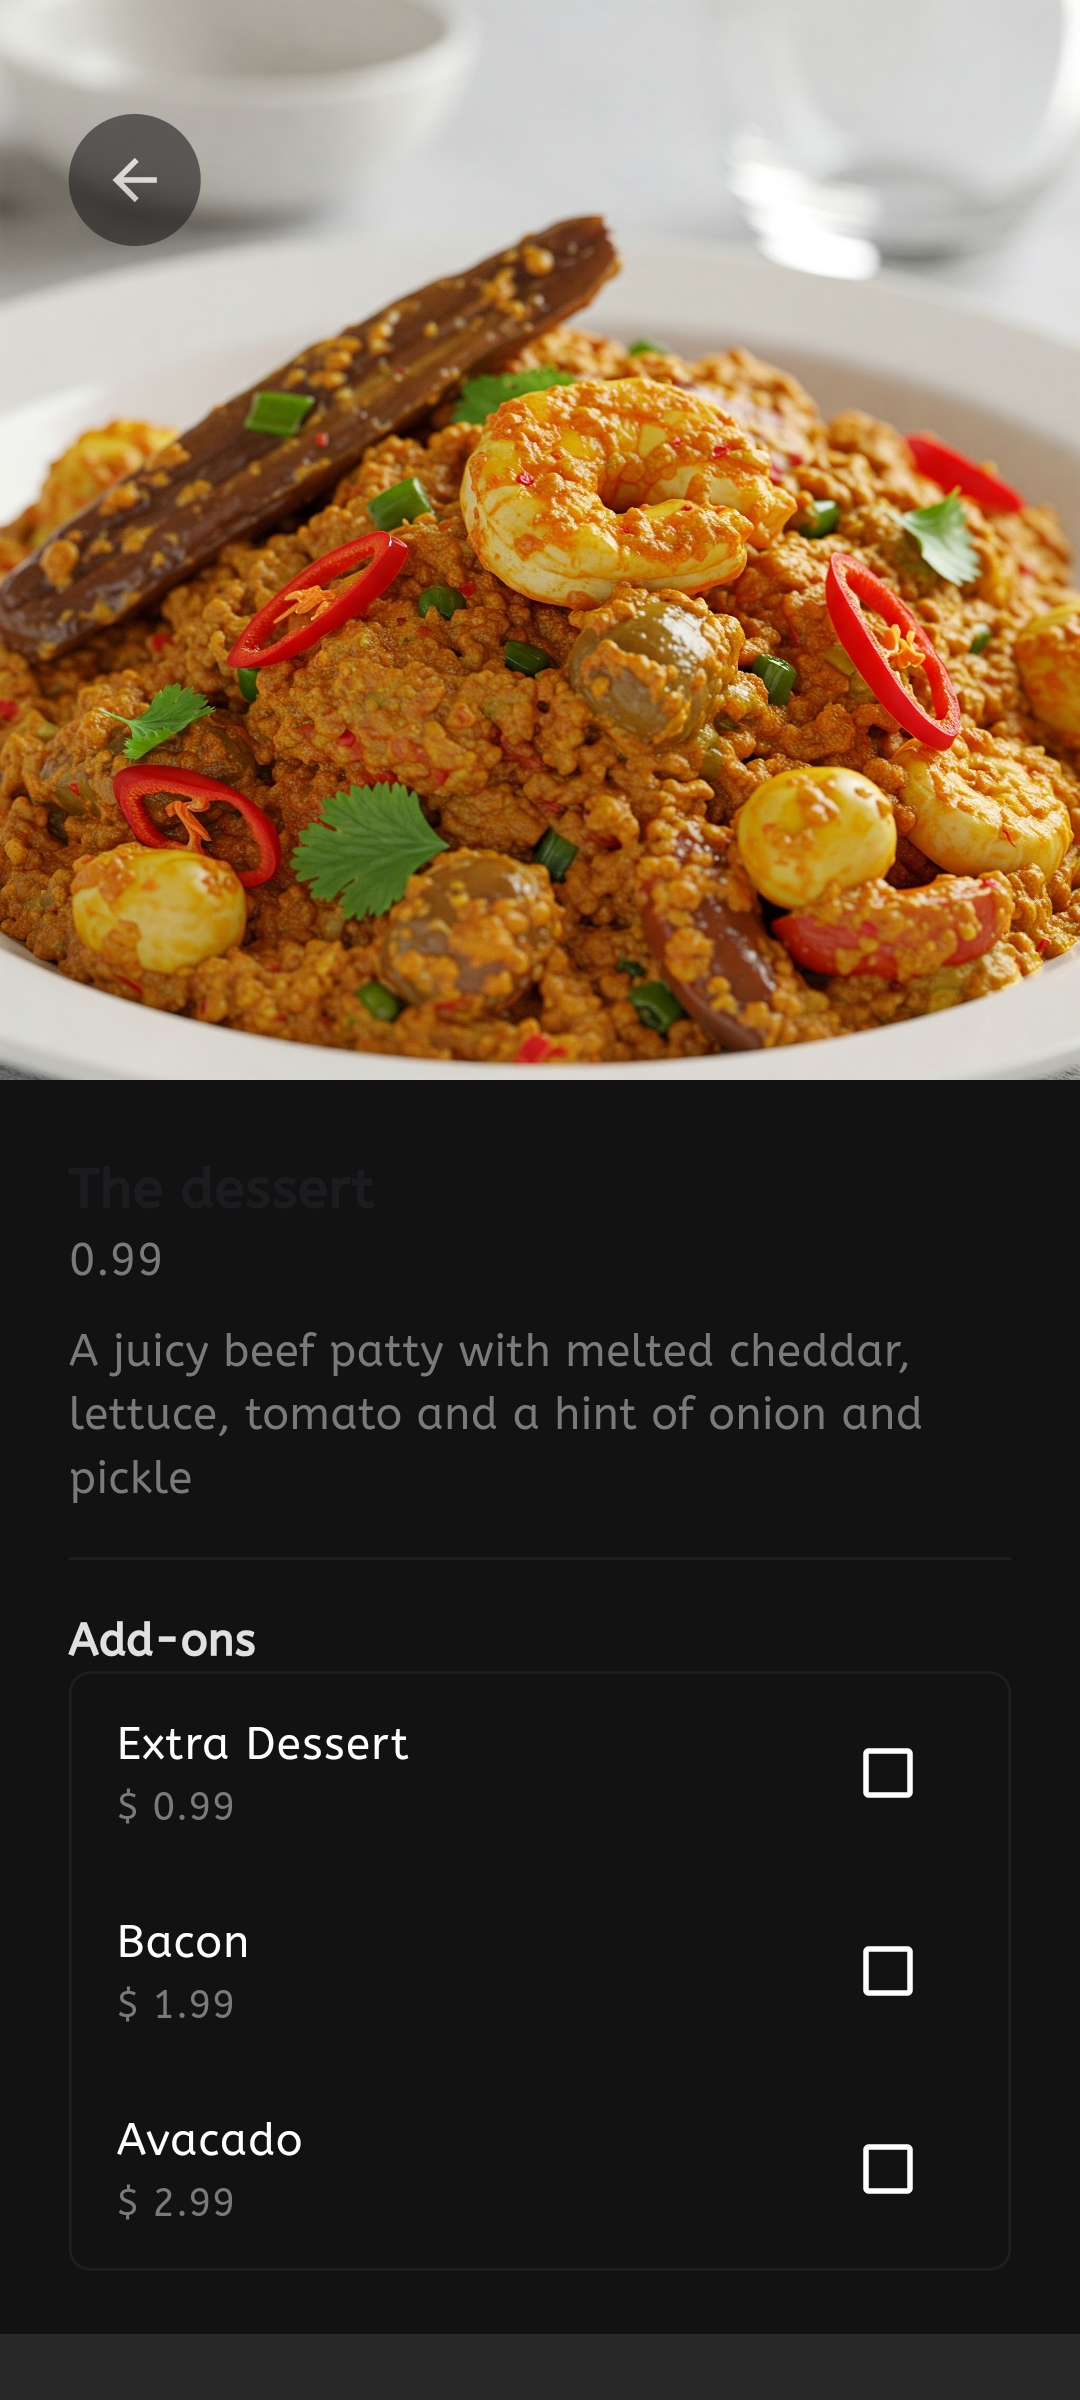 The dessert
0.99
A juicy beef patty with melted cheddar,
lettuce, tomato and a hint of onion and
pickle
Add-ons
Extra Dessert
$ 0.99
Bacon
$ 1.99
Avacado
$ 2.99